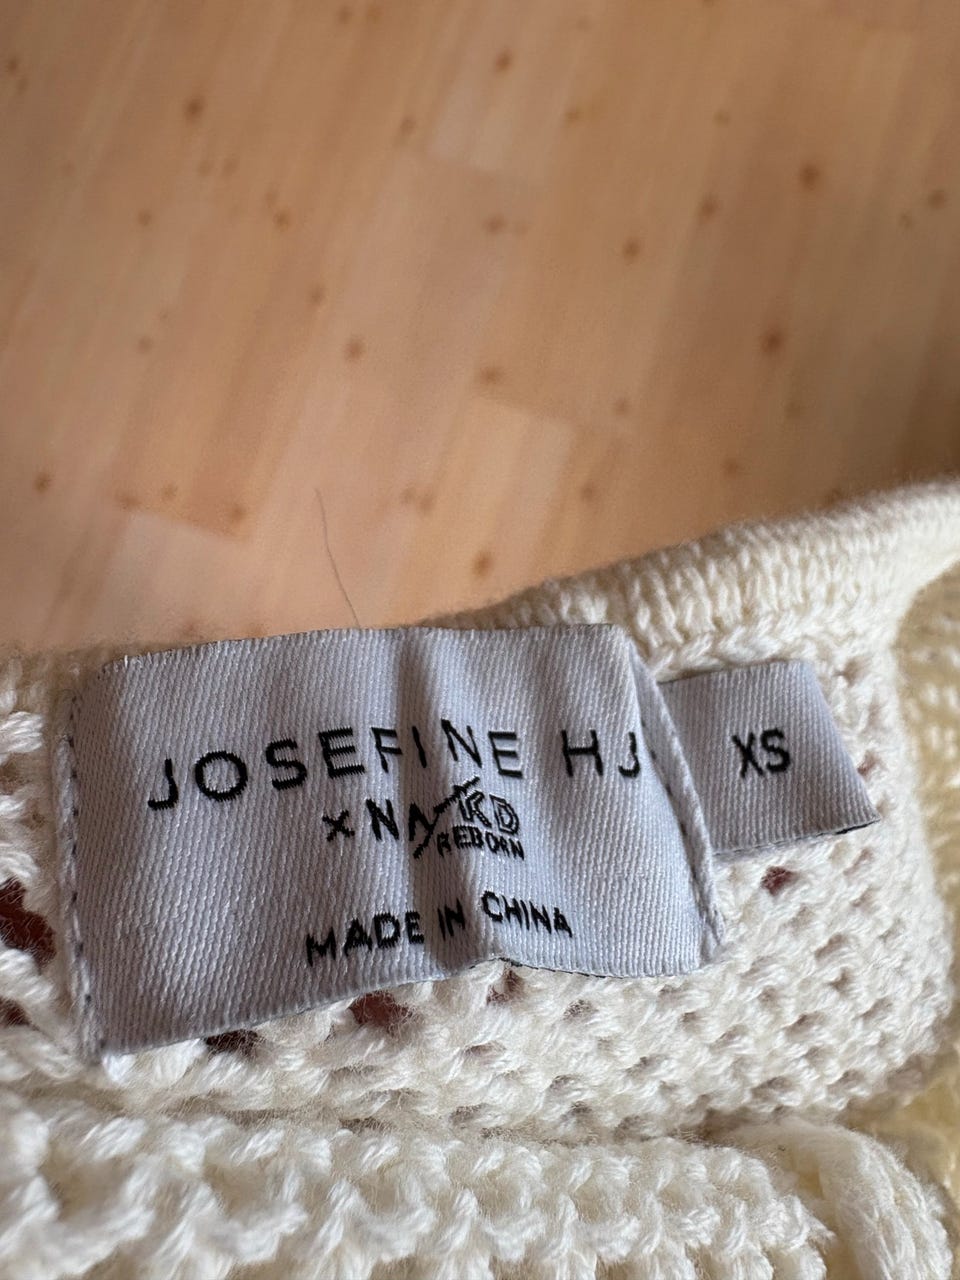 JOSEFINE HJ
× NA-KD
REBORN
MADE IN CHINA
XS